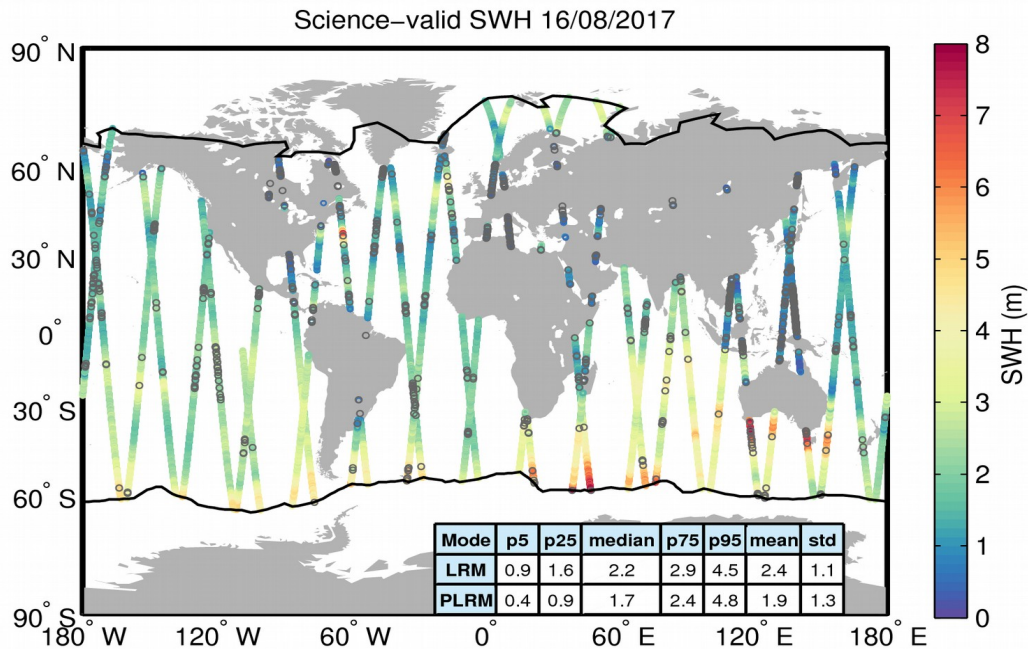 Science−valid SWH 16/08/2017
90° N
60° N
30° N
0°
30° S
60° S
90° S
180° W 120° W 60° W 0° 60° E 120° E 180° E
Mode p5 p25 median p75 p95 mean std
LRM 0.9 1.6 2.2 2.9 4.5 2.4 1.1
PLRM 0.4 0.9 1.7 2.4 4.8 1.9 1.3
8
7
6
5
4
3
2
1
0
SWH (m)